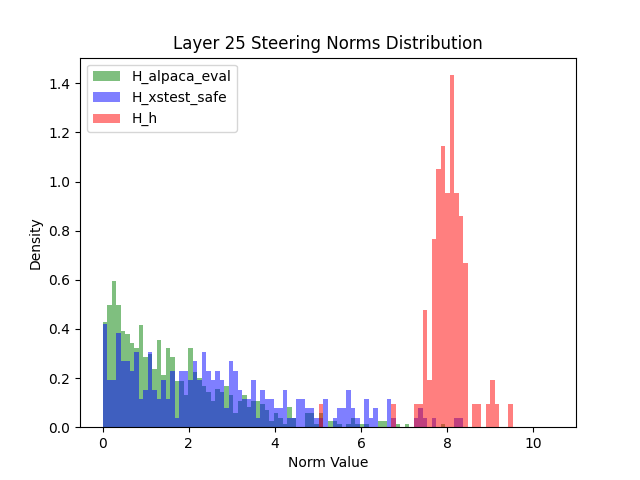 Layer 25 Steering Norms Distribution
H_alpaca_eval
H_xstest_safe
H_h
1.4
1.2
1.0
0.8
0.6
0.4
0.2
0.0
Density
0 2 4 6 8 10
Norm Value